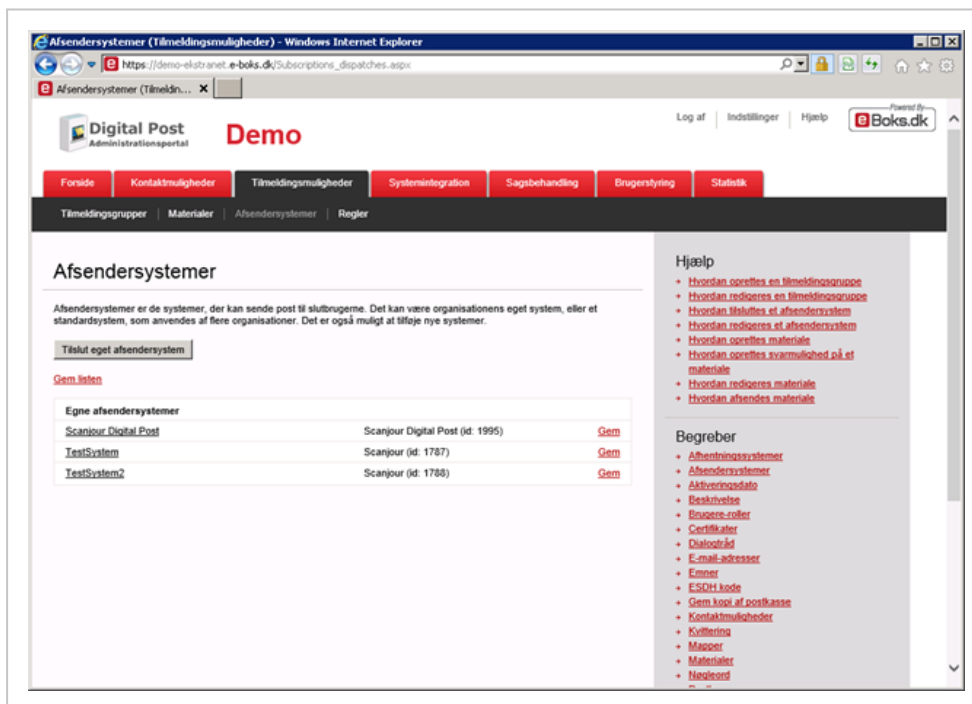 Afsendersystemer (Tilmeldingsmuligheder) - Windows Internet Explorer
https://demo-ekstranet.e-boks.dk/Subscriptions_dispatches.aspx
Afsendersystemer (Tilmeldin...
Digital Post
Administrationsportal
Demo
Log af
Indstillinger
Hjælp
Powered By
eBoks.dk
Forside
Kontaktmuligheder
Tilmeldingsmuligheder
Systemintegration
Sagsbehandling
Brugerstyring
Statistik
Tilmeldingsgrupper | Materialer | Afsendersystemer | Regler
Afsendersystemer
Afsendersystemer er de systemer, der kan sende post til slutbrugerne. Det kan være organisationens eget system, eller et
standardsystem, som anvendes af flere organisationer. Det er også muligt at tilføje nye systemer.
Tilslut eget afsendersystem
Gem listen
Egne afsendersystemer
Scanjour Digital Post Scanjour Digital Post (id: 1995) Gem
TestSystem Scanjour (id: 1787) Gem
TestSystem2 Scanjour (id: 1788) Gem
Hjælp
Hvordan oprettes en tilmeldingsgruppe
Hvordan redigeres en tilmeldingsgruppe
Hvordan tilsluttes et afsendersystem
Hvordan redigeres et afsendersystem
Hvordan oprettes materiale
Hvordan oprettes svarmulighed på et
materiale
Hvordan redigeres materiale
Hvordan afsendes materiale
Begreber
Afhentningssystemer
Afsendersystemer
Aktiveringsdato
Beskrivelse
Brugere-roller
Certifikater
Dialogtråd
E-mail-adresser
Emner
ESDH kode
Gem kopi af postkasse
Kontaktmuligheder
Kvittering
Mapper
Materialer
Nøgleord